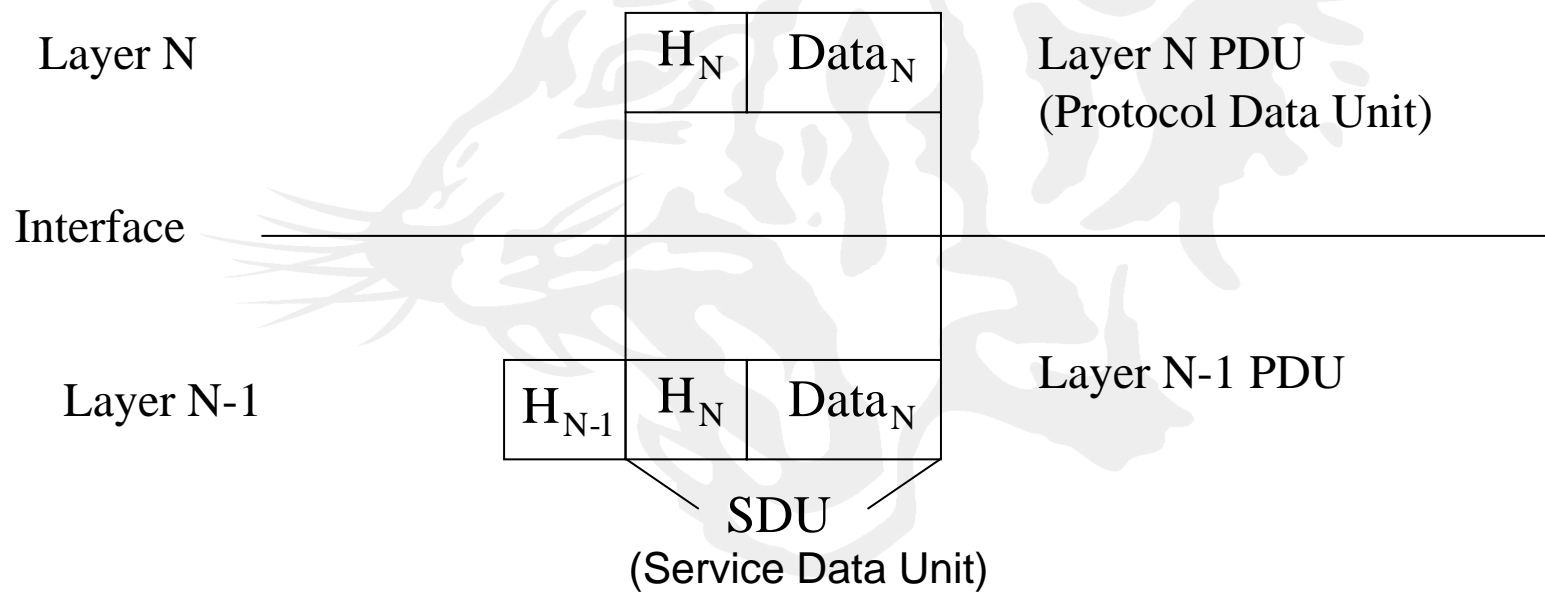 Layer N
H_N Data_N
Layer N PDU
(Protocol Data Unit)
Interface
Layer N-1
H_N-1 H_N Data_N
Layer N-1 PDU
SDU
(Service Data Unit)